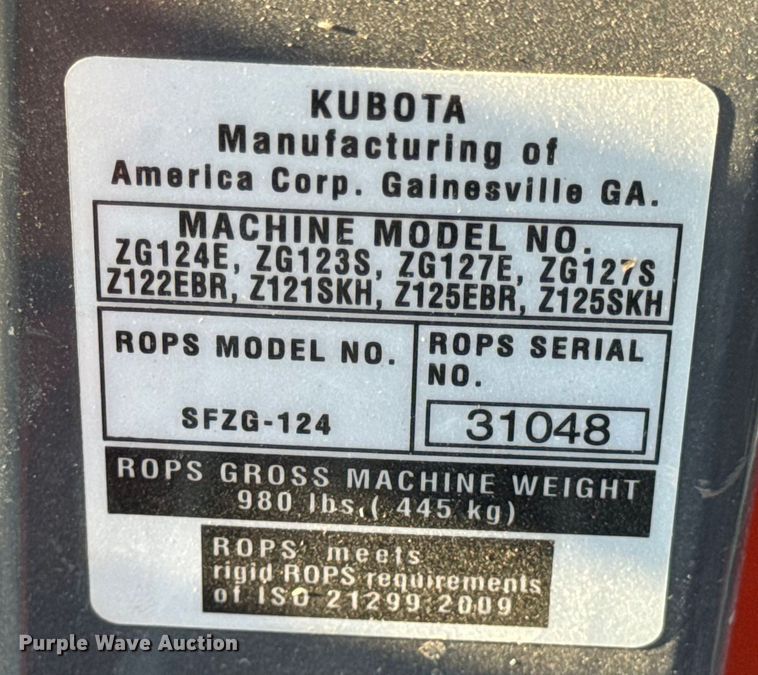 KUBOTA
Manufacturing of
America Corp. Gainesville GA.
MACHINE MODEL NO.
ZG124E, ZG123S, ZG127E, ZG127S
Z122EBR, Z121SKH, Z125EBR, Z125SKH
ROPS MODEL NO.
SFZG-124
ROPS SERIAL
NO.
31048
ROPS GROSS MACHINE WEIGHT
980 lbs.( 445 kg)
ROPS meets
rigid ROPS requirements
of ISO 21299:2009
Purple Wave Auction